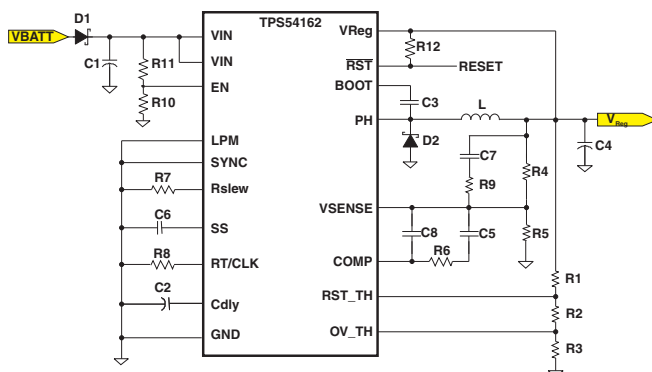 TPS54162
D1
VBATT
VIN
VReg
C1
R11
VIN
R12
RST
RESET
EN
BOOT
R10
C3
L
PH
VReg
D2
C4
LPM
C7
R4
SYNC
R7
Rslew
R9
VSENSE
C6
SS
C8
C5
R5
R8
R6
RT/CLK
COMP
R1
C2
Cdly
RST_TH
R2
GND
OV_TH
R3